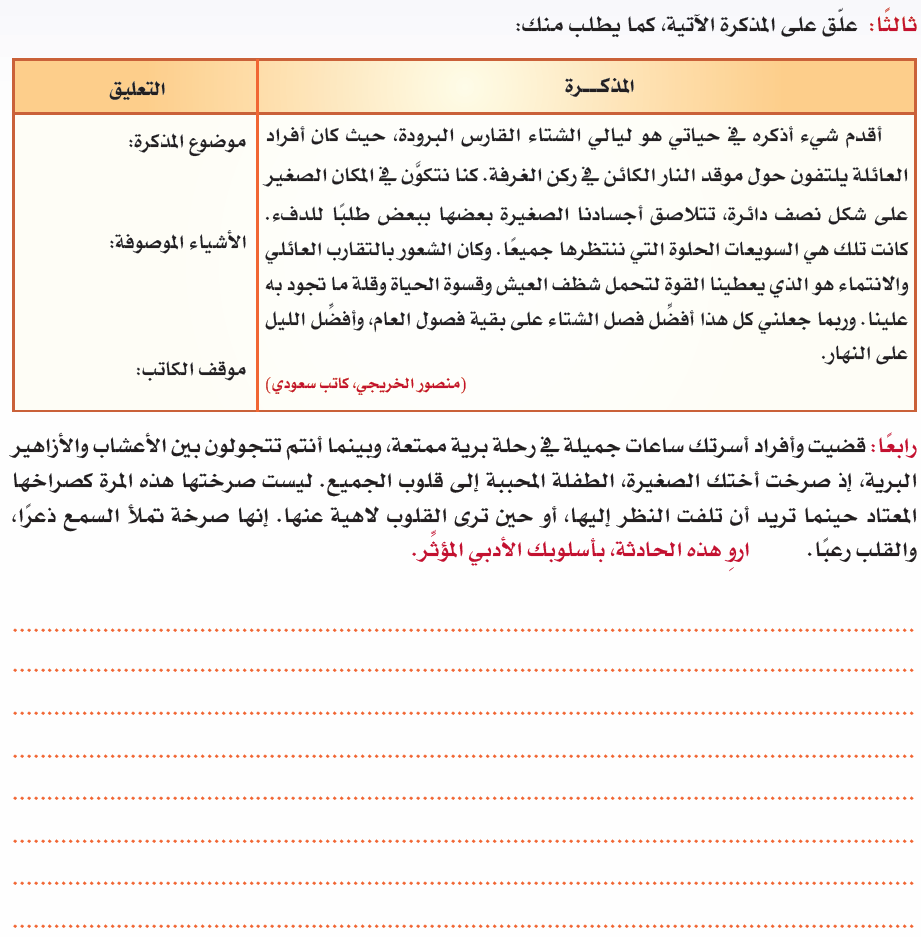 ثالثًا: علّق على المذكرة الآتية، كما يطلب منك:
المذكـــرة
التعليق
أقدم شيء أذكره في حياتي هو ليالي الشتاء القارس البرودة، حيث كان أفراد
العائلة يلتفون حول موقد النار الكائن في ركن الغرفة. كنا نتكوَّن في المكان الصغير
على شكل نصف دائرة، تتلاصق أجسادنا الصغيرة بعضها ببعض طلبًا للدفء.
كانت تلك هي السويعات الحلوة التي ننتظرها جميعًا. وكان الشعور بالتقارب العائلي
والانتماء هو الذي يعطينا القوة لتحمل شظف العيش وقسوة الحياة وقلة ما تجود به
علينا. وربما جعلني كل هذا أفضِّل فصل الشتاء على بقية فصول العام، وأفضِّل الليل
على النهار.
(منصور الخريجي، كاتب سعودي)
موضوع المذكرة:
الأشياء الموصوفة:
موقف الكاتب:
رابعًا: قضيت وأفراد أسرتك ساعات جميلة في رحلة برية ممتعة، وبينما أنتم تتجولون بين الأعشاب والأزاهير
البرية، إذ صرخت أختك الصغيرة، الطفلة المحببة إلى قلوب الجميع. ليست صرختها هذه المرة كصراخها
المعتاد حينما تريد أن تلفت النظر إليها، أو حين ترى القلوب لاهية عنها. إنها صرخة تملأ السمع ذعرًا،
والقلب رعبًا. اروِ هذه الحادثة، بأسلوبك الأدبي المؤثِّر.